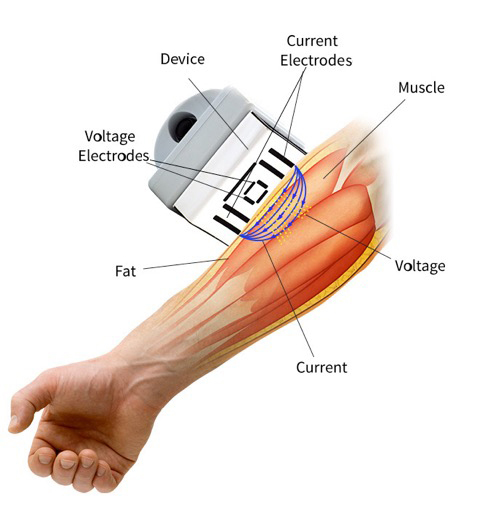 Current
Electrodes
Device
Muscle
Voltage
Electrodes
Fat
Voltage
Current